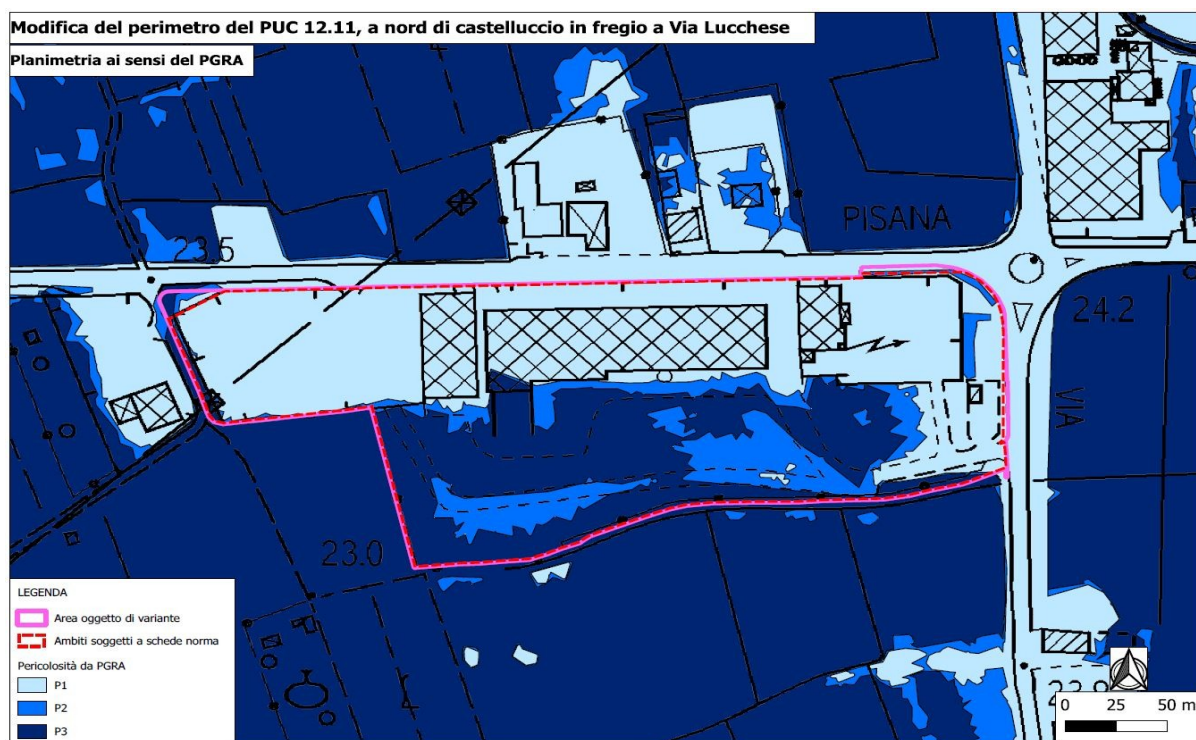 Modifica del perimetro del PUC 12.11, a nord di castelluccio in fregio a Via Lucchese
Planimetria ai sensi del PGRA
PISANA
24.2
VIA
23.0
LEGENDA
Area oggetto di variante
Ambiti soggetti a schede norma
Pericolosità da PGRA
P1
P2
P3
0 25 50 m